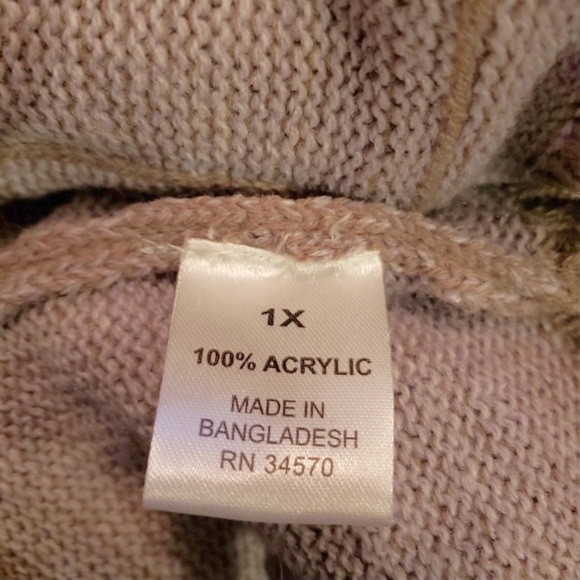 1X
100% ACRYLIC
MADE IN
BANGLADESH
RN 34570